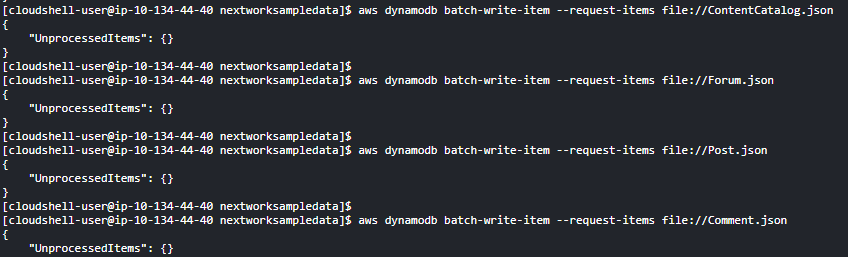 [cloudshell-user@ip-10-134-44-40 nextworksampledata]$ aws dynamodb batch-write-item --request-items file://ContentCatalog.json
{
    "UnprocessedItems": {}
}
[cloudshell-user@ip-10-134-44-40 nextworksampledata]$
[cloudshell-user@ip-10-134-44-40 nextworksampledata]$ aws dynamodb batch-write-item --request-items file://Forum.json
{
    "UnprocessedItems": {}
}
[cloudshell-user@ip-10-134-44-40 nextworksampledata]$
[cloudshell-user@ip-10-134-44-40 nextworksampledata]$ aws dynamodb batch-write-item --request-items file://Post.json
{
    "UnprocessedItems": {}
}
[cloudshell-user@ip-10-134-44-40 nextworksampledata]$
[cloudshell-user@ip-10-134-44-40 nextworksampledata]$ aws dynamodb batch-write-item --request-items file://Comment.json
{
    "UnprocessedItems": {}